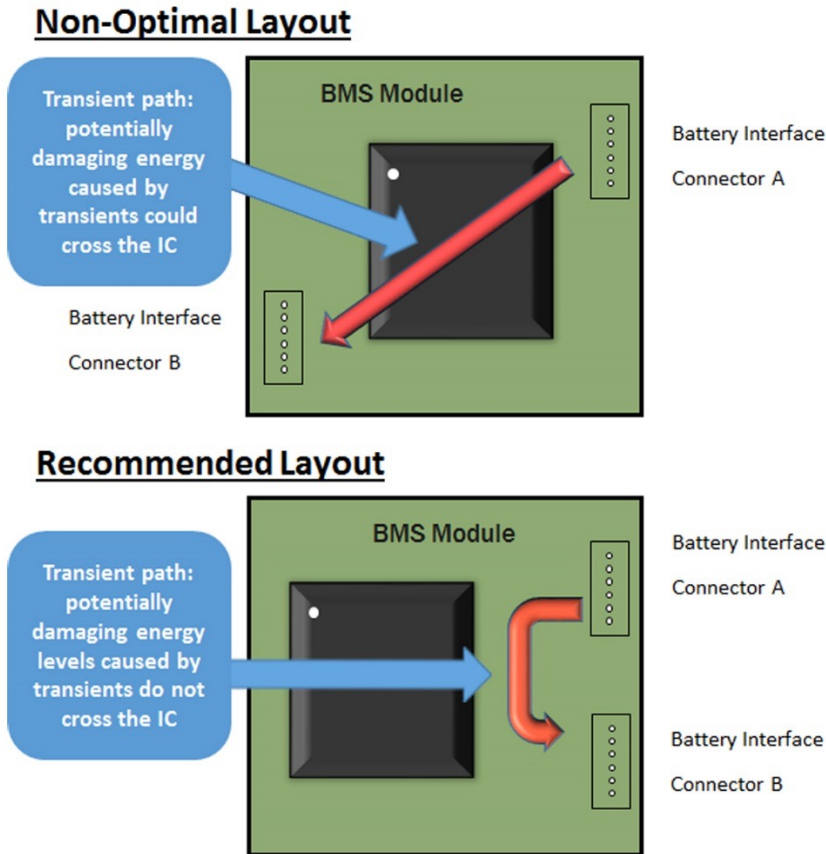 Non-Optimal Layout
Transient path:
potentially
damaging energy
caused by
transients could
cross the IC
BMS Module
Battery Interface
Connector A
Battery Interface
Connector B
Recommended Layout
Transient path:
potentially
damaging energy
levels caused by
transients do not
cross the IC
BMS Module
Battery Interface
Connector A
Battery Interface
Connector B